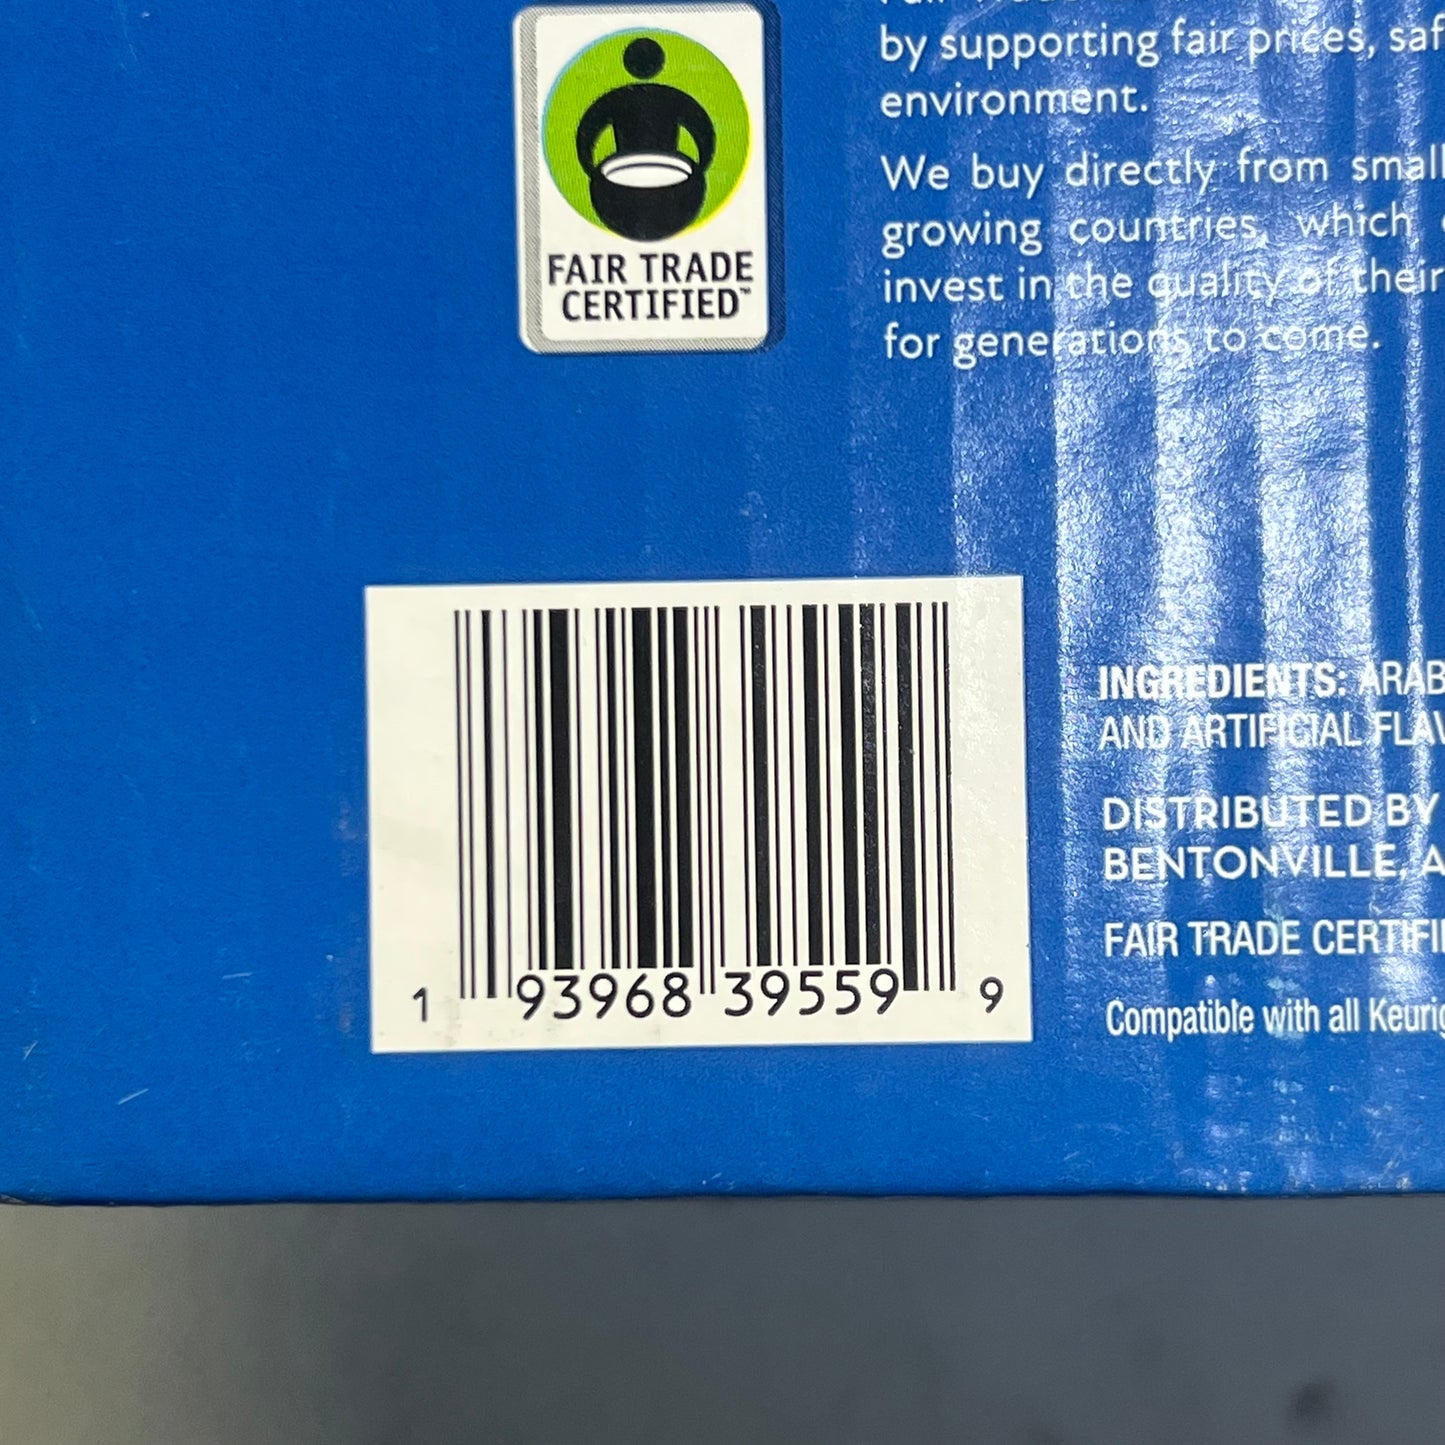 by supporting fair prices, saf
environment.
We buy directly from small
growing countries, which
invest in the quality of their
for generations to come.
FAIR TRADE
CERTIFIED™
INGREDIENTS: ARAB
AND ARTIFICIAL FLAV
DISTRIBUTED BY
BENTONVILLE, A
FAIR TRADE CERTIFI
Compatible with all Keurig
1 93968 39559 9